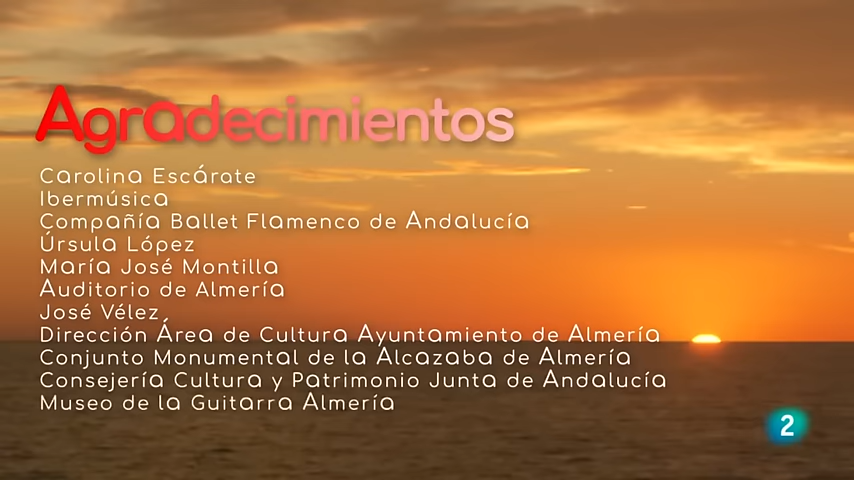 Agradecimientos
Carolina Escárate
Ibermúsica
Compañía Ballet Flamenco de Andalucía
Úrsula López
María José Montilla
Auditorio de Almería
José Vélez
Dirección Área de Cultura Ayuntamiento de Almería
Conjunto Monumental de la Alcazaba de Almería
Consejería Cultura y Patrimonio Junta de Andalucía
Museo de la Guitarra Almería
2